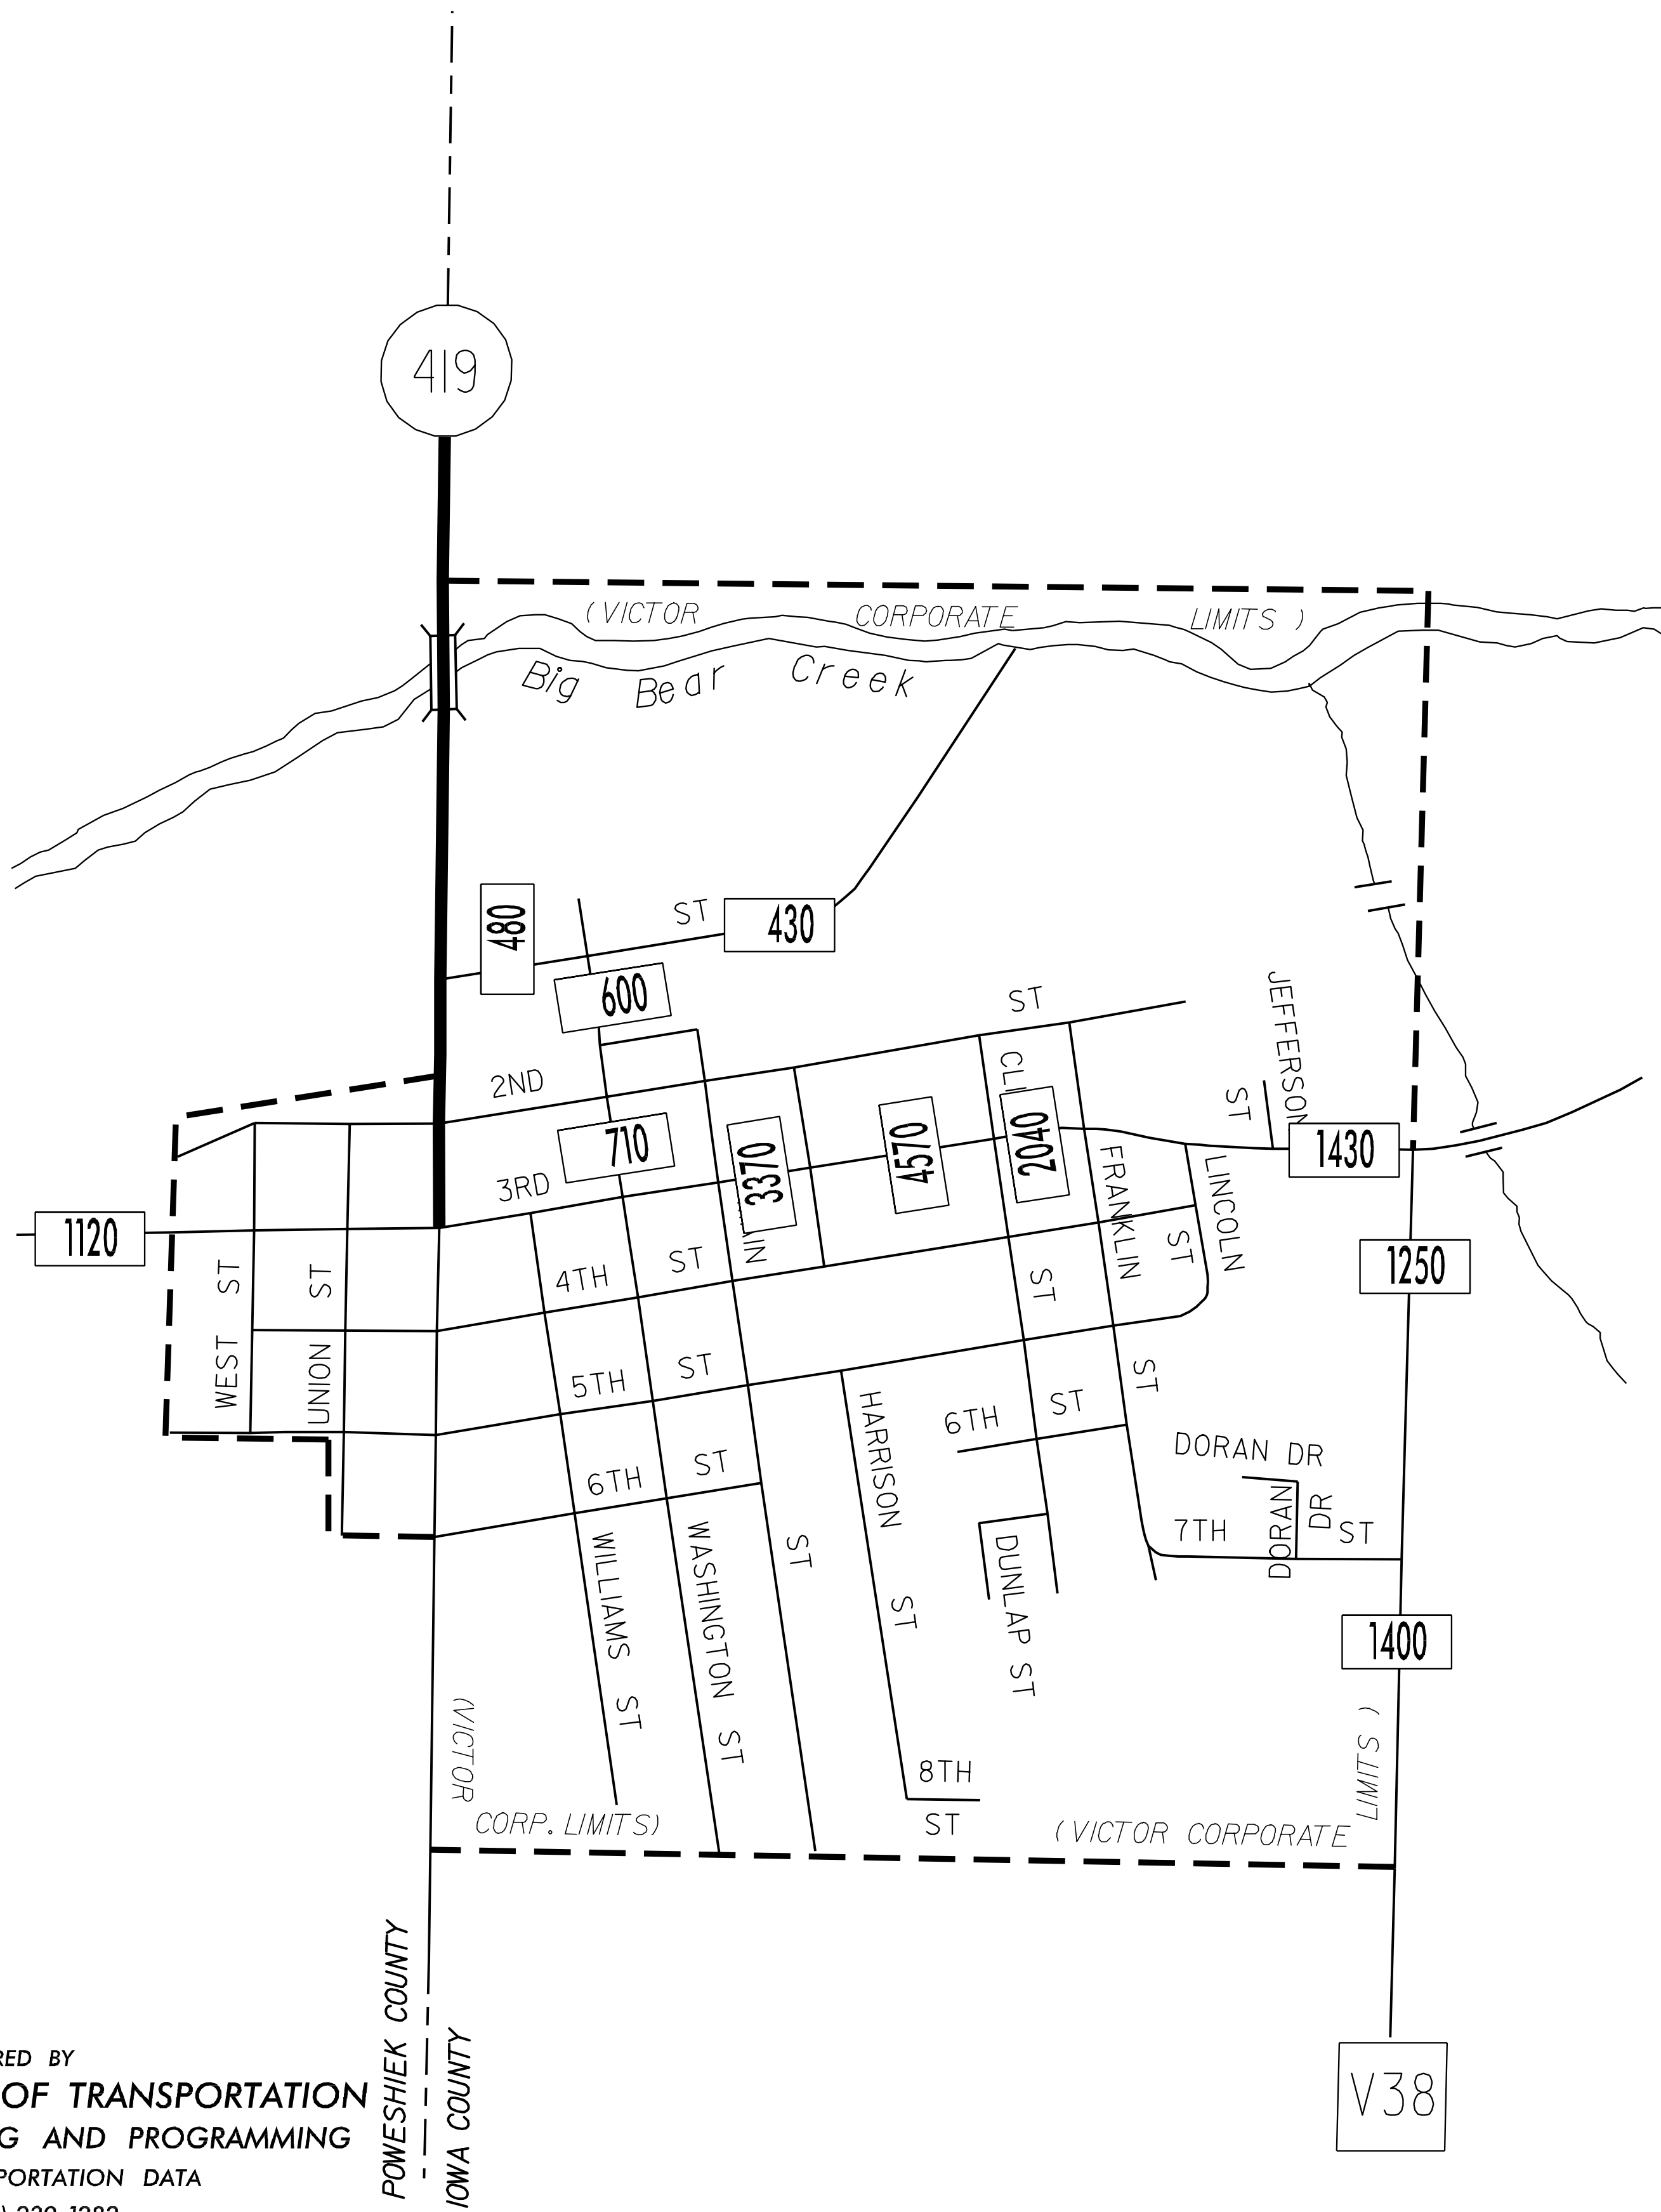 419
(VICTOR CORPORATE LIMITS )
Big Bear Creek
480
ST
430
600
ST
JEFFERSON
ST
2ND
710
3370
4570
2040
1430
3RD
1120
FRANKLIN
ST
LINCOLN
ST
1250
WEST ST
UNION ST
4TH ST
ST
5TH ST
ST
HARRISON
ST
6TH ST
6TH ST
DORAN DR
DORAN
DR
7TH ST
WILLIAMS ST
WASHINGTON ST
ST
DUNLAP ST
1400
8TH
ST
(VICTOR
CORP. LIMITS)
(VICTOR CORPORATE
LIMITS )
POWESHIEK COUNTY
IOWA COUNTY
V38
RED BY
OF TRANSPORTATION
G AND PROGRAMMING
PORTATION DATA